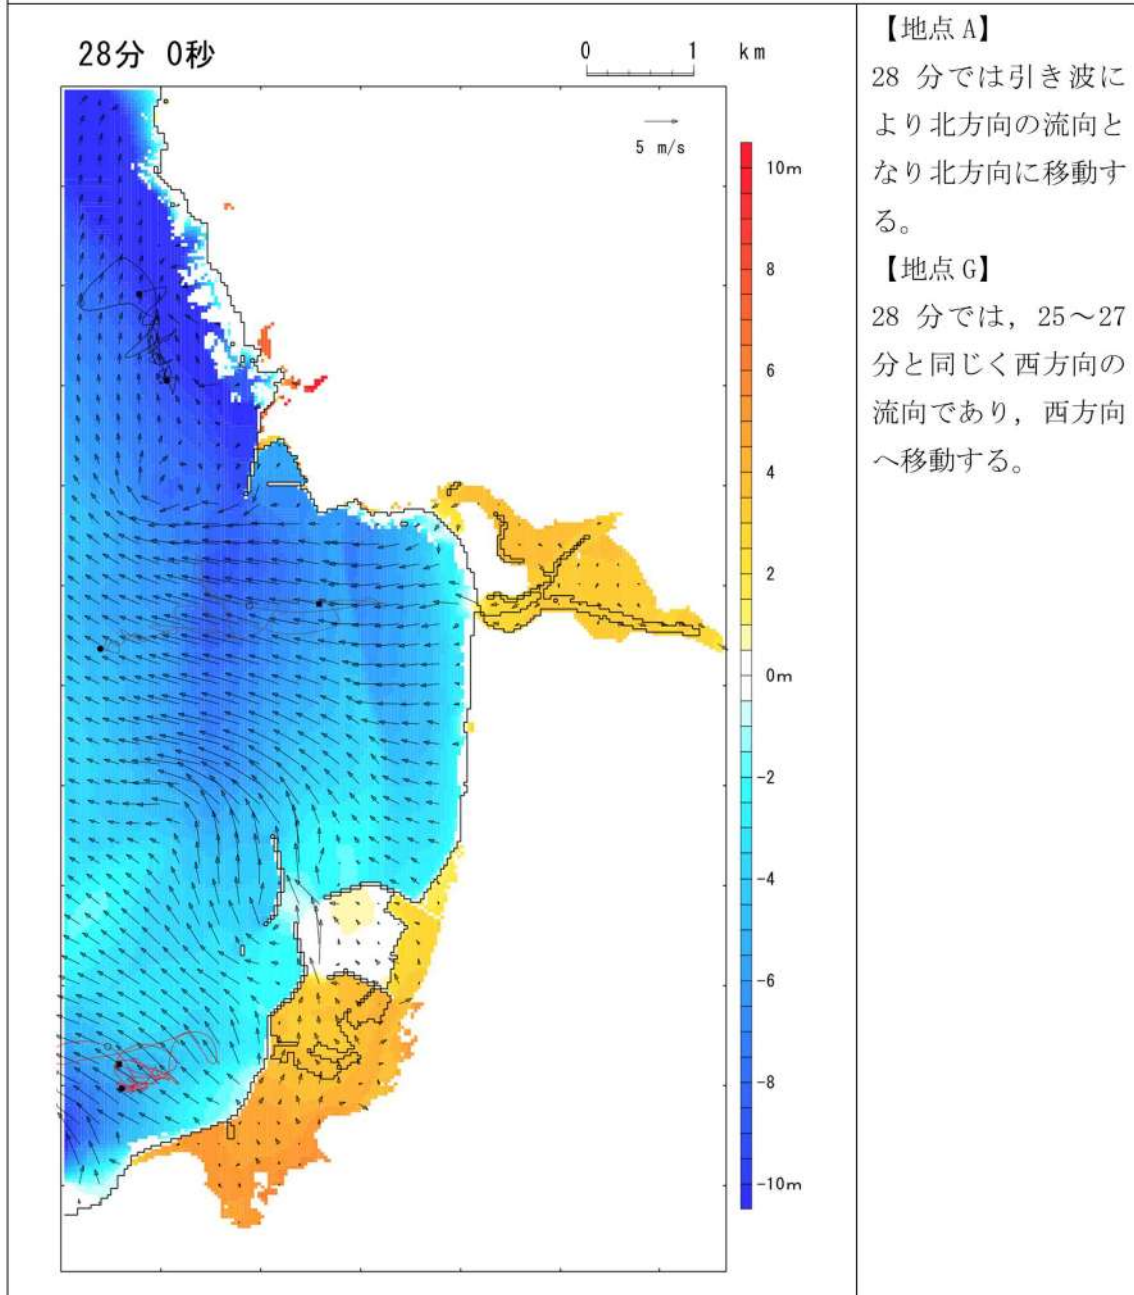 28分 0秒
0 1 km
5 m/s
10m
8
6
4
2
0m
-2
-4
-6
-8
-10m
【地点 A】
28 分では引き波に
より北方向の流向と
なり北方向に移動す
る。
【地点 G】
28 分では，25～27
分と同じく西方向の
流向であり，西方向
へ移動する。